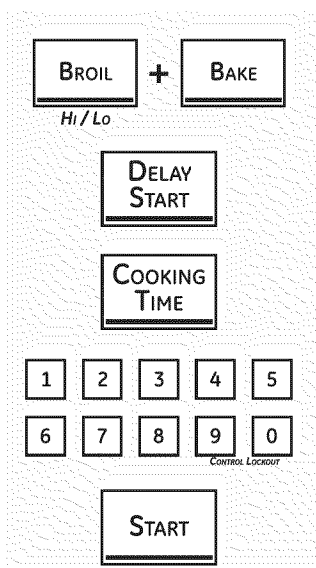 BROIL + BAKE
HI / LO
DELAY
START
COOKING
TIME
1 2 3 4 5
6 7 8 9 0
CONTROL LOCKOUT
START